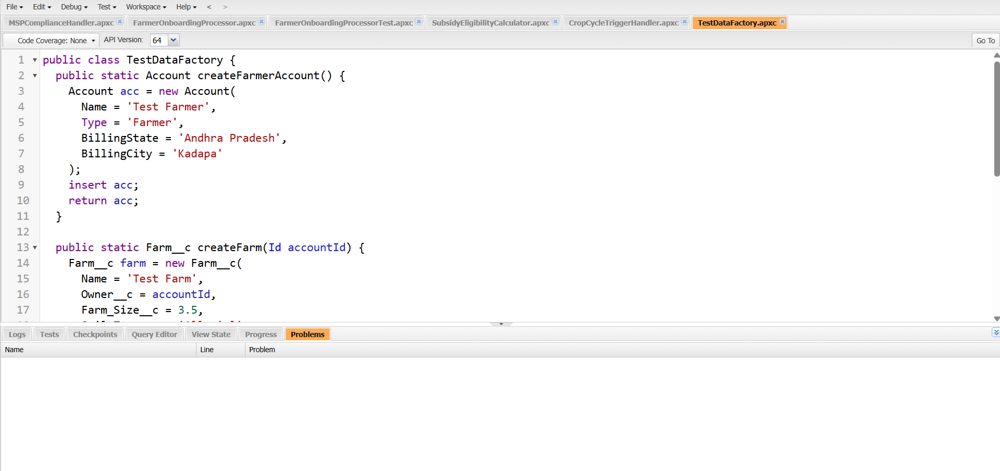 File Edit Debug Test Workspace Help < >
MSPComplianceHandler.apxc FarmerOnboardingProcessor.apxc FarmerOnboardingProcessorTest.apxc SubsidyEligibilityCalculator.apxc CropCycleTriggerHandler.apxc TestDataFactory.apxc
Code Coverage: None API Version: 64 Go To
1 public class TestDataFactory {
2 public static Account createFarmerAccount() {
3 Account acc = new Account(
4 Name = 'Test Farmer',
5 Type = 'Farmer',
6 BillingState = 'Andhra Pradesh',
7 BillingCity = 'Kadapa'
8 );
9 insert acc;
10 return acc;
11 }
12
13 public static Farm__c createFarm(Id accountId) {
14 Farm__c farm = new Farm__c(
15 Name = 'Test Farm',
16 Owner__c = accountId,
17 Farm_Size__c = 3.5,
Logs Tests Checkpoints Query Editor View State Progress Problems
Name Line Problem